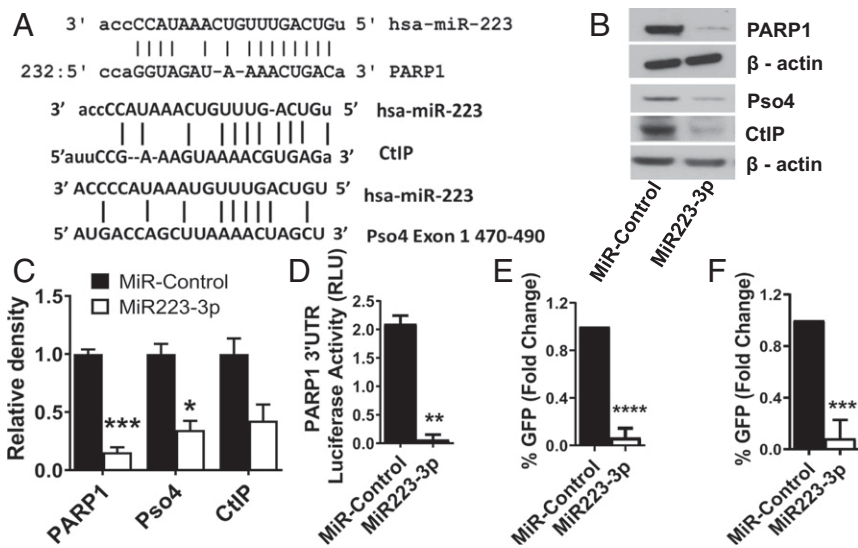 A
3' accCCAUAAACUGUUUGACUGu 5' hsa-miR-223
232:5' ccaGGUAGAU-A-AAACUGACa 3' PARP1
3' accCCAUAAACUGUUUG-ACUGu 5'
hsa-miR-223
5'auuCCG--A-AAGUAAAACGUGAGa 3'
CtIP
3' ACCCCAUAAAUGUUUGACUGU 5'
hsa-miR-223
5' AUGACCAGCUUAAAACUAGCU 3'
Pso4 Exon 1 470-490
B
PARP1
β - actin
Pso4
CtIP
β - actin
MiR-Control
MiR223-3p
C
MiR-Control
MiR223-3p
Relative density
1.5
1.0
0.5
0.0
***
*
PARP1
Pso4
CtIP
D
PARP1 3'UTR
Luciferase Activity (RLU)
2.5
2.0
1.5
1.0
0.5
0.0
**
MiR-Control
MiR223-3p
E
% GFP (Fold Change)
1.2
0.8
0.4
0.0
****
MiR-Control
MiR223-3p
F
% GFP (Fold Change)
1.2
0.8
0.4
0.0
***
MiR-Control
MiR223-3p